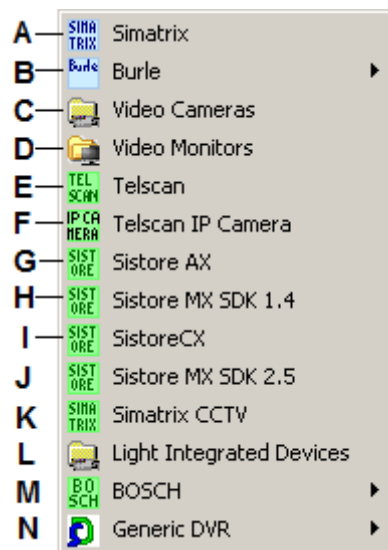 A SIMA TRIX Simatrix
B Burle Burle
C Video Cameras
D Video Monitors
E TEL SCAN Telscan
F IP CA MERA Telscan IP Camera
G SIST ORE Sistore AX
H SIST ORE Sistore MX SDK 1.4
I SIST ORE SistoreCX
J SIST ORE Sistore MX SDK 2.5
K SIMA TRIX Simatrix CCTV
L Light Integrated Devices
M BO SCH BOSCH
N Generic DVR